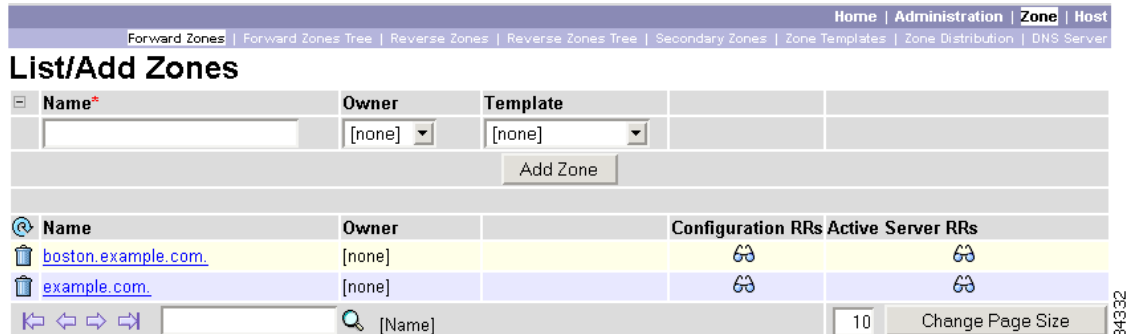 Home | Administration | Zone | Host
Forward Zones | Forward Zones Tree | Reverse Zones | Reverse Zones Tree | Secondary Zones | Zone Templates | Zone Distribution | DNS Server
List/Add Zones
Name* Owner Template
[none] [none]
Add Zone
Name Owner Configuration RRs Active Server RRs
boston.example.com. [none]
example.com. [none]
[Name] 10 Change Page Size